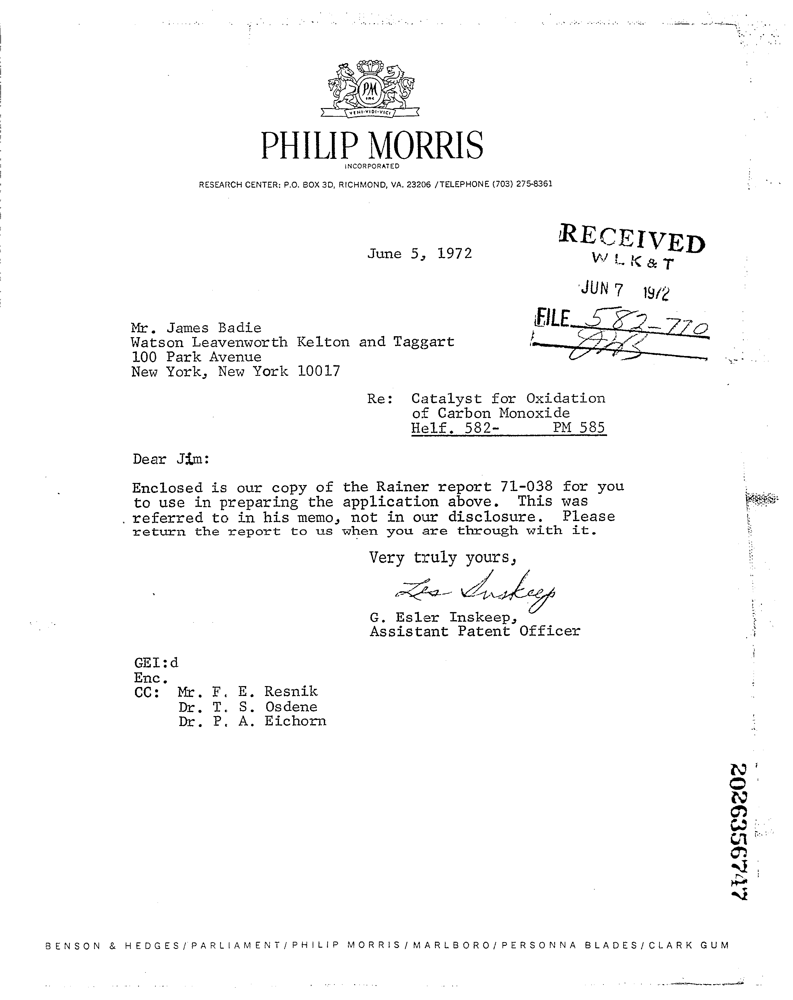 PM
INC
VENI·VIDI·VICI
PHILIP MORRIS
INCORPORATED
RESEARCH CENTER: P.O. BOX 3D, RICHMOND, VA. 23206 / TELEPHONE (703) 275-8361
June 5, 1972
RECEIVED
W L K & T
JUN 7 1972
FILE 582-770
JHB
Mr. James Badie
Watson Leavenworth Kelton and Taggart
100 Park Avenue
New York, New York 10017
Re: Catalyst for Oxidation
of Carbon Monoxide
Helf. 582- PM 585
Dear Jim:
Enclosed is our copy of the Rainer report 71-038 for you
to use in preparing the application above. This was
referred to in his memo, not in our disclosure. Please
return the report to us when you are through with it.
Very truly yours,
Les Inskeep
G. Esler Inskeep,
Assistant Patent Officer
GEI:d
Enc.
CC: Mr. F. E. Resnik
Dr. T. S. Osdene
Dr. P. A. Eichorn
2026356747
BENSON & HEDGES/PARLIAMENT/PHILIP MORRIS/MARLBORO/PERSONNA BLADES/CLARK GUM